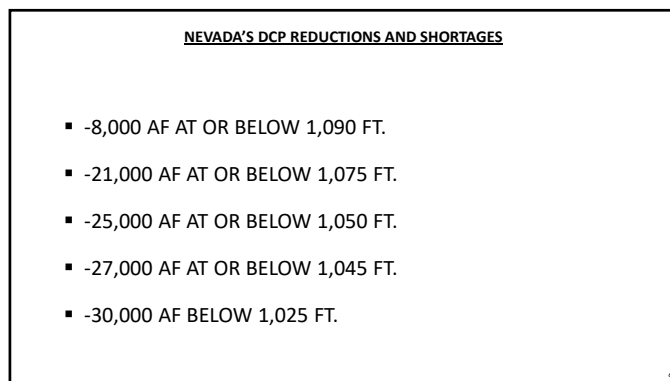 NEVADA'S DCP REDUCTIONS AND SHORTAGES
▪ -8,000 AF AT OR BELOW 1,090 FT.
▪ -21,000 AF AT OR BELOW 1,075 FT.
▪ -25,000 AF AT OR BELOW 1,050 FT.
▪ -27,000 AF AT OR BELOW 1,045 FT.
▪ -30,000 AF BELOW 1,025 FT.